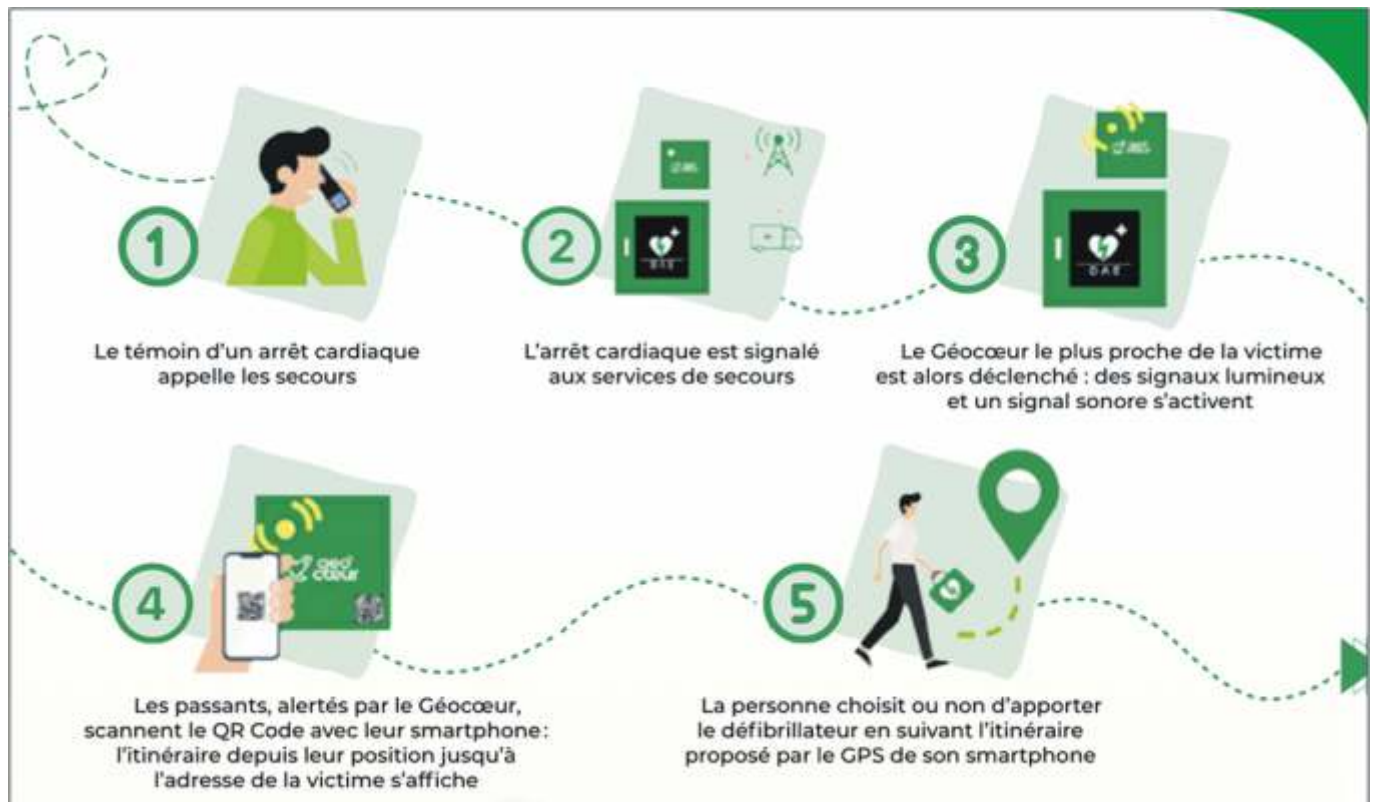 1
Le témoin d'un arrêt cardiaque
appelle les secours
2
L'arrêt cardiaque est signalé
aux services de secours
3
DAE
Le Géocœur le plus proche de la victime
est alors déclenché : des signaux lumineux
et un signal sonore s'activent
4
géo
cœur
Les passants, alertés par le Géocœur,
scannent le QR Code avec leur smartphone :
l'itinéraire depuis leur position jusqu'à
l'adresse de la victime s'affiche
5
La personne choisit ou non d'apporter
le défibrillateur en suivant l'itinéraire
proposé par le GPS de son smartphone